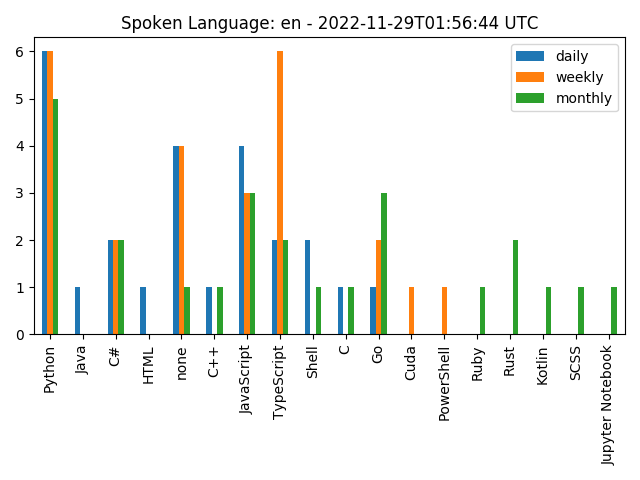 Spoken Language: en - 2022-11-29T01:56:44 UTC
daily
weekly
monthly
6
5
4
3
2
1
0
Python
Java
C#
HTML
none
C++
JavaScript
TypeScript
Shell
C
Go
Cuda
PowerShell
Ruby
Rust
Kotlin
SCSS
Jupyter Notebook